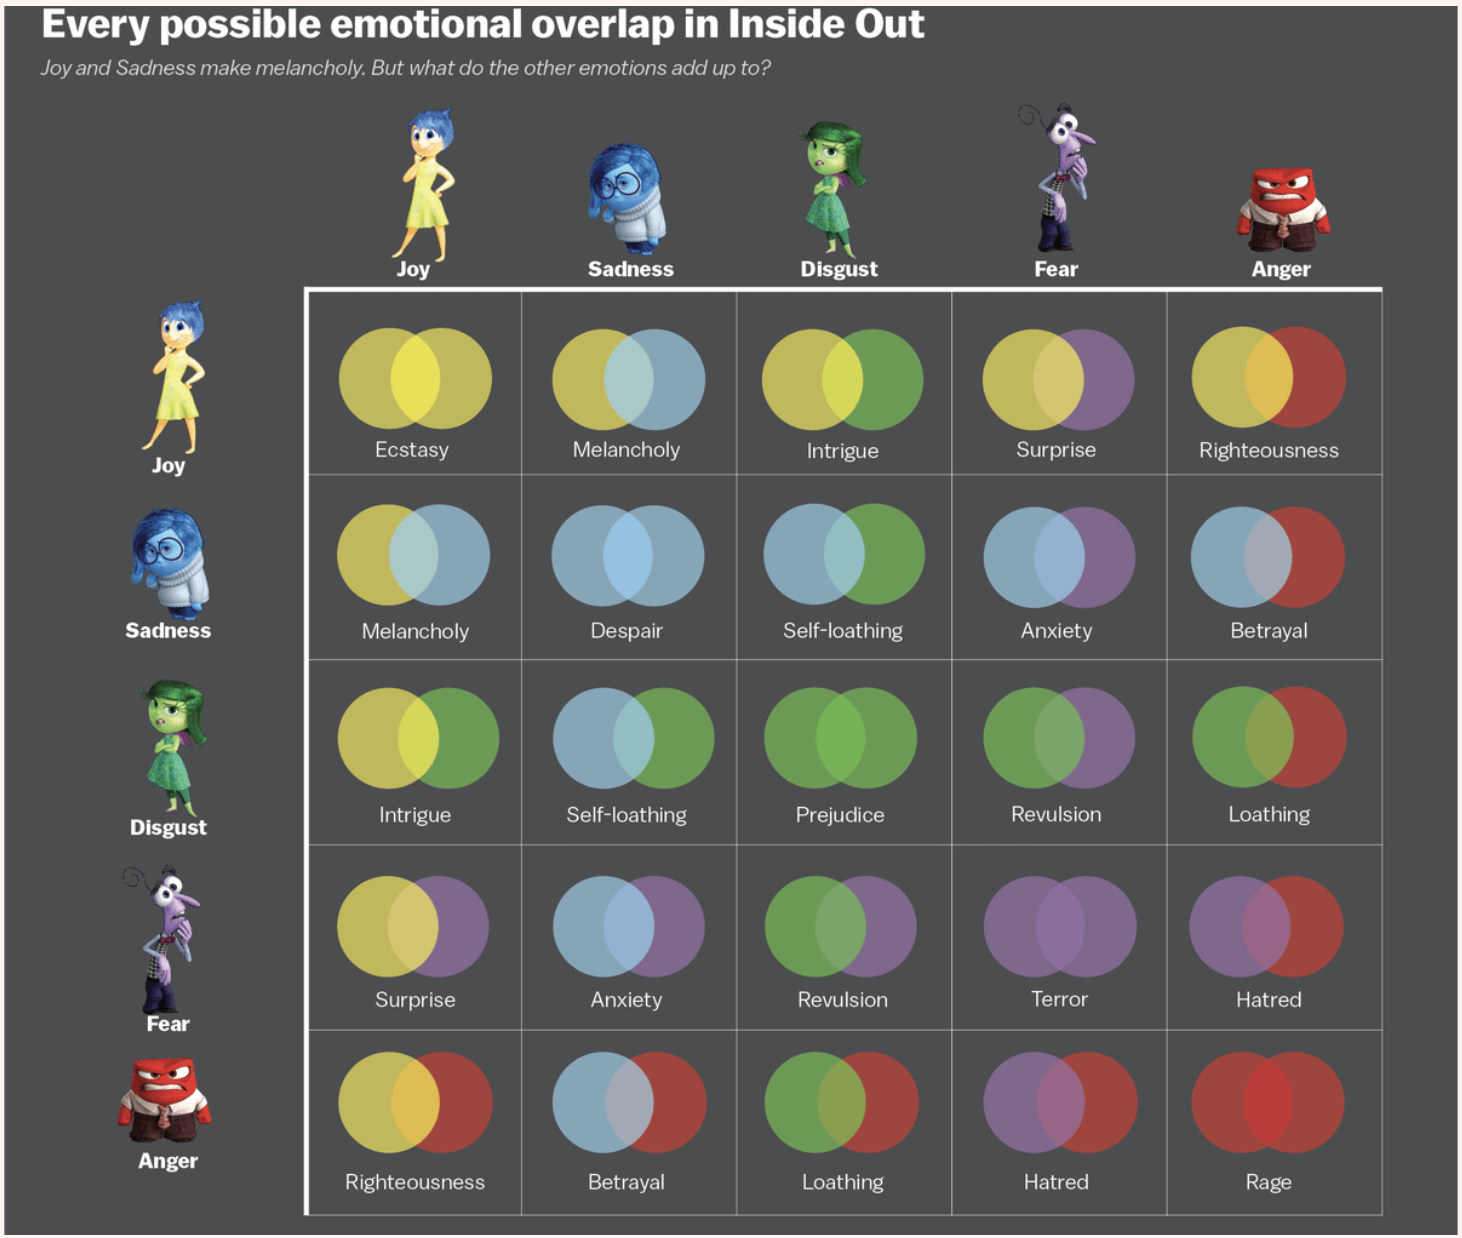 Every possible emotional overlap in Inside Out
Joy and Sadness make melancholy. But what do the other emotions add up to?
Joy Sadness Disgust Fear Anger
Joy
Ecstasy Melancholy Intrigue Surprise Righteousness
Sadness
Melancholy Despair Self-loathing Anxiety Betrayal
Disgust
Intrigue Self-loathing Prejudice Revulsion Loathing
Fear
Surprise Anxiety Revulsion Terror Hatred
Anger
Righteousness Betrayal Loathing Hatred Rage